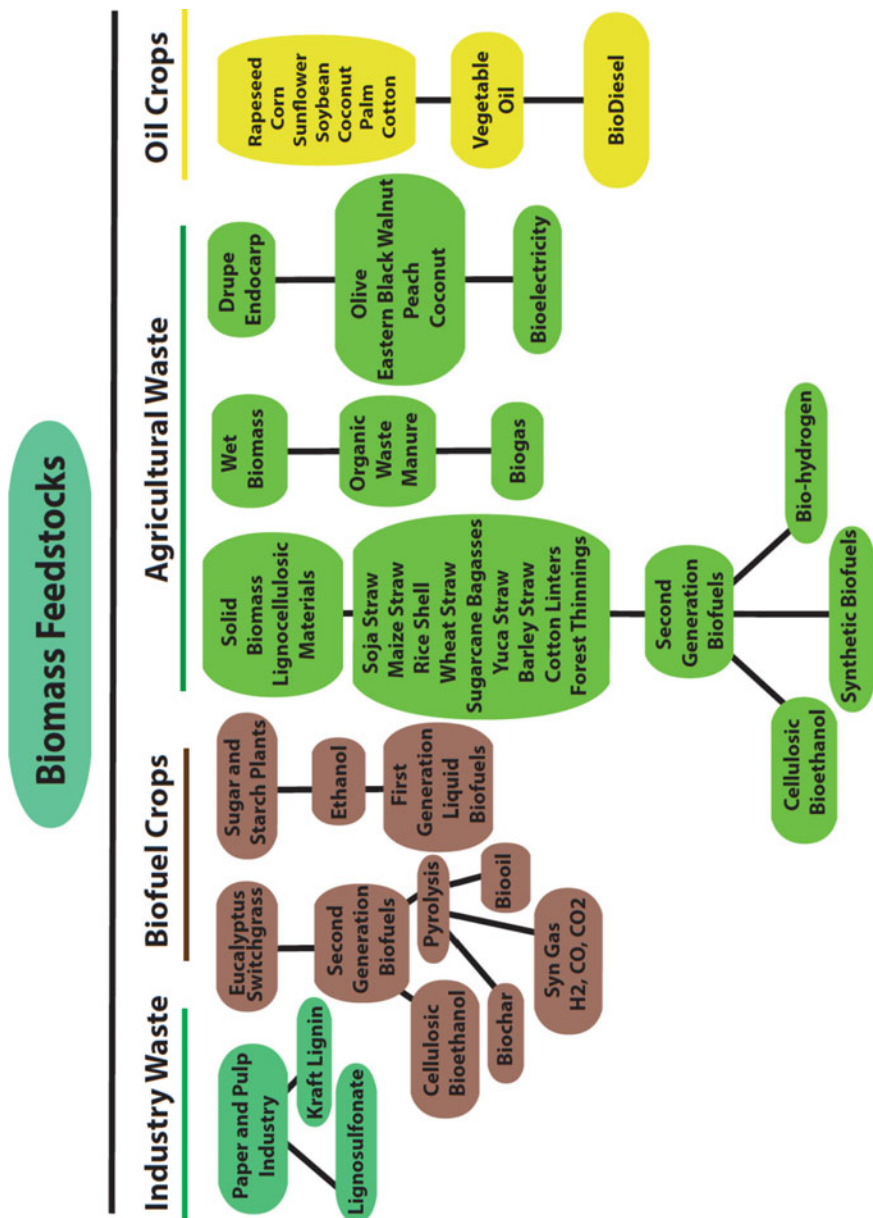 Biomass Feedstocks
Industry Waste
Paper and Pulp
Industry
Kraft Lignin
Lignosulfonate
Biofuel Crops
Eucalyptus
Switchgrass
Second
Generation
Biofuels
Cellulosic
Bioethanol
Pyrolysis
Biochar
Biooil
Syn Gas
H2, CO, CO2
Sugar and
Starch Plants
Ethanol
First
Generation
Liquid
Biofuels
Agricultural Waste
Solid
Biomass
Lignocellulosic
Materials
Soja Straw
Maize Straw
Rice Shell
Wheat Straw
Sugarcane Bagasses
Yuca Straw
Barley Straw
Cotton Linters
Forest Thinnings
Second
Generation
Biofuels
Cellulosic
Bioethanol
Synthetic Biofuels
Bio-hydrogen
Wet
Biomass
Organic
Waste
Manure
Biogas
Drupe
Endocarp
Olive
Eastern Black Walnut
Peach
Coconut
Bioelectricity
Oil Crops
Rapeseed
Corn
Sunflower
Soybean
Coconut
Palm
Cotton
Vegetable
Oil
BioDiesel